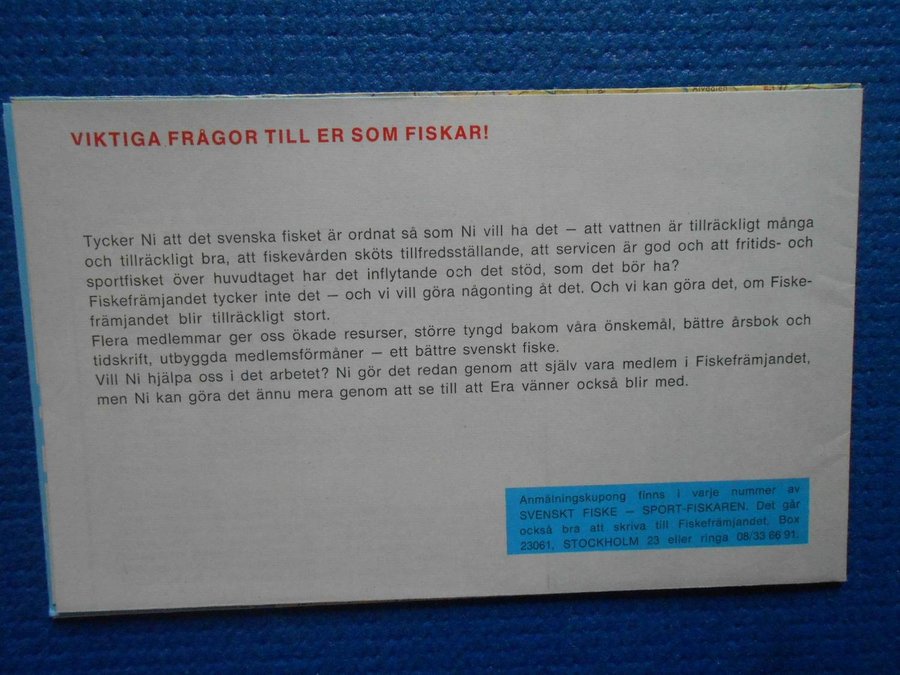 Älvdalen
VIKTIGA FRÅGOR TILL ER SOM FISKAR!
Tycker Ni att det svenska fisket är ordnat så som Ni vill ha det – att vattnen är tillräckligt många
och tillräckligt bra, att fiskevården sköts tillfredsställande, att servicen är god och att fritids- och
sportfisket över huvudtaget har det inflytande och det stöd, som det bör ha?
Fiskefrämjandet tycker inte det – och vi vill göra någonting åt det. Och vi kan göra det, om Fiske-
främjandet blir tillräckligt stort.
Flera medlemmar ger oss ökade resurser, större tyngd bakom våra önskemål, bättre årsbok och
tidskrift, utbyggda medlemsförmåner – ett bättre svenskt fiske.
Vill Ni hjälpa oss i det arbetet? Ni gör det redan genom att själv vara medlem i Fiskefrämjandet,
men Ni kan göra det ännu mera genom att se till att Era vänner också blir med.
Anmälningskupong finns i varje nummer av
SVENSKT FISKE – SPORT-FISKAREN. Det går
också bra att skriva till Fiskefrämjandet, Box
23061, STOCKHOLM 23 eller ringa 08/33 66 91.